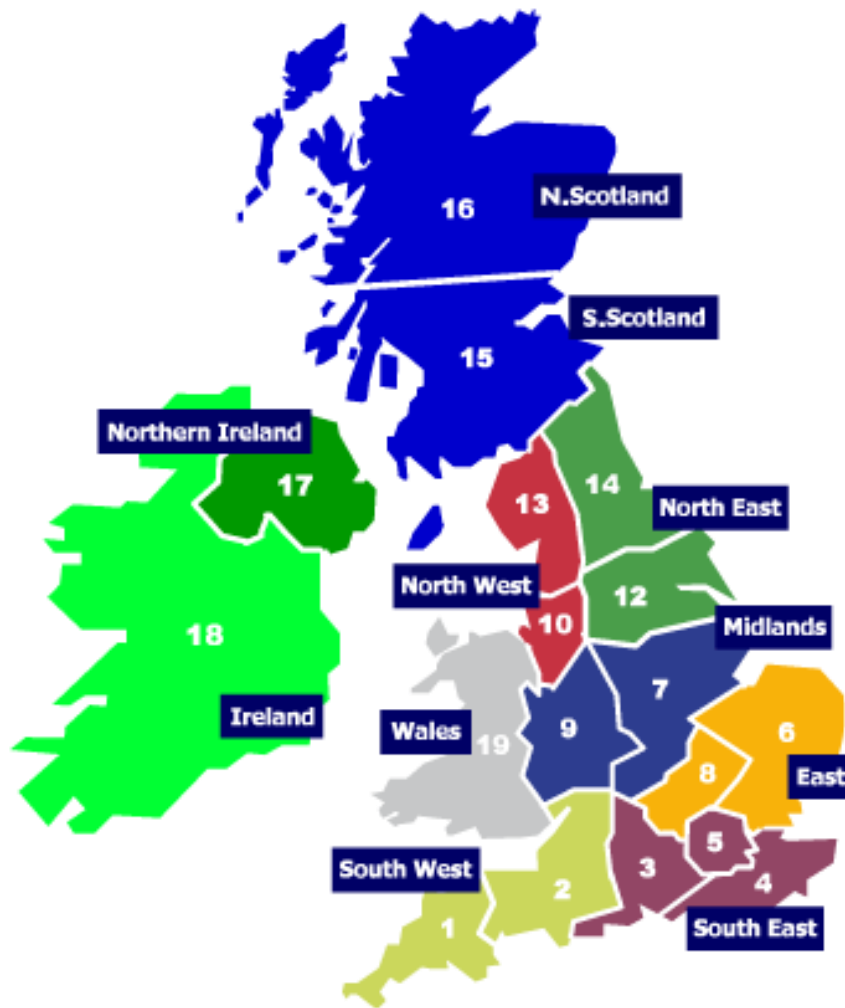 16
N.Scotland
S.Scotland
15
Northern Ireland
17
14
13
North East
North West
12
10
Midlands
18
7
Ireland
Wales
19
9
6
8
East
5
South West
3
4
2
1
South East